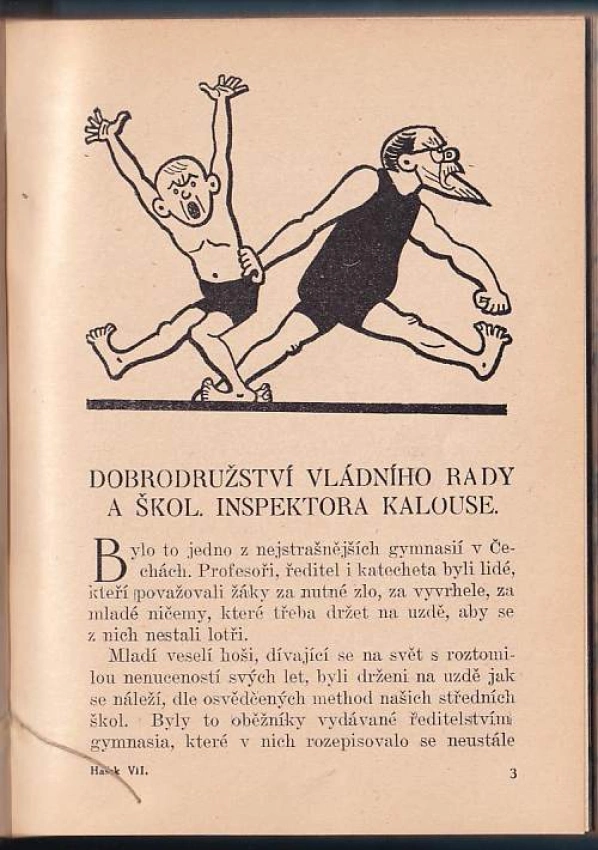 DOBRODRUŽSTVÍ VLÁDNÍHO RADY
A ŠKOL. INSPEKTORA KALOUSE.
Bylo to jedno z nejstrašnějších gymnasií v Če-
chách. Profesoři, ředitel i katecheta byli lidé,
kteří považovali žáky za nutné zlo, za vyvrhele, za
mladé ničemy, které třeba držet na uzdě, aby se
z nich nestali lotři.
Mladí veselí hoši, dívající se na svět s roztomi-
lou nenuceností svých let, byli drženi na uzdě jak
se náleží, dle osvědčených method našich středních
škol. Byly to oběžníky vydávané ředitelstvím
gymnasia, které v nich rozepisovalo se neustále
Hašek VII.
3